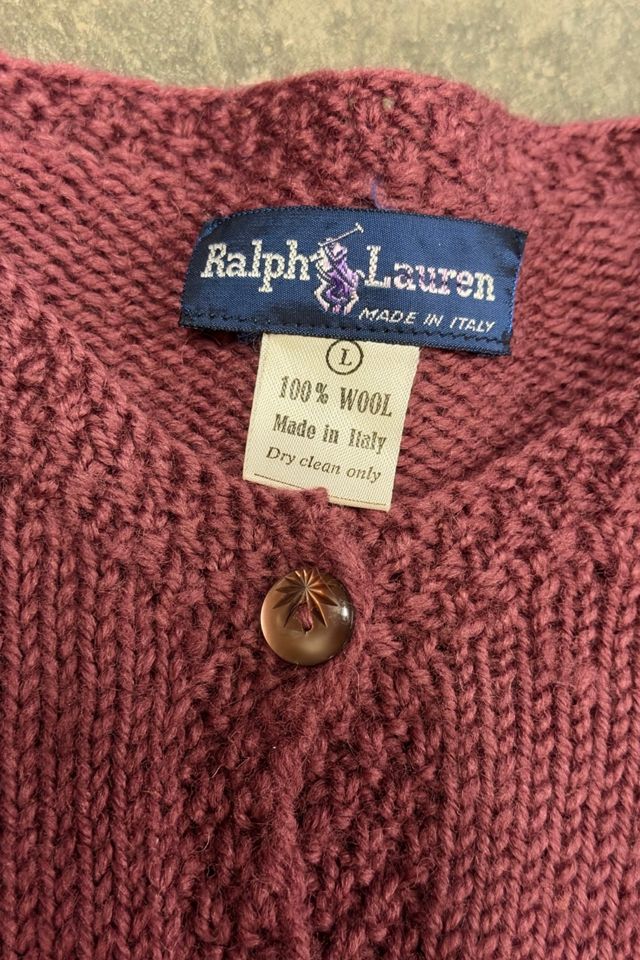 Ralph Lauren
MADE IN ITALY
L
100% WOOL
Made in Italy
Dry clean only